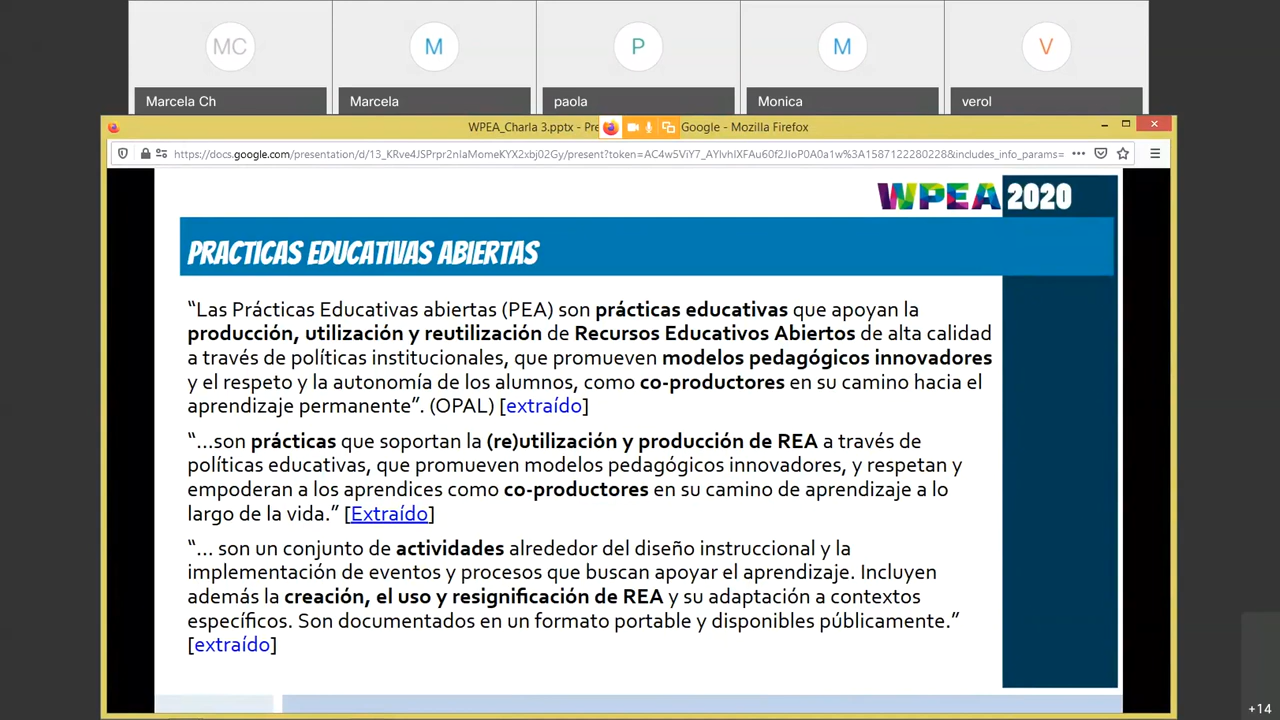 MC
M
P
M
V
Marcela Ch
Marcela
paola
Monica
verol
WPEA_Charla 3.pptx - Pre
Google - Mozilla Firefox
https://docs.google.com/presentation/d/13_KRve4JSPrpr2nIaMomeKYX2xbj02Gy/present?token=AC4w5ViY7_AYIvhIXFAu60f2JIoP0A0a1w%3A1587122280228&includes_info_params=
WPEA 2020
PRACTICAS EDUCATIVAS ABIERTAS
“Las Prácticas Educativas abiertas (PEA) son prácticas educativas que apoyan la
producción, utilización y reutilización de Recursos Educativos Abiertos de alta calidad
a través de políticas institucionales, que promueven modelos pedagógicos innovadores
y el respeto y la autonomía de los alumnos, como co-productores en su camino hacia el
aprendizaje permanente”. (OPAL) [extraído]
“...son prácticas que soportan la (re)utilización y producción de REA a través de
políticas educativas, que promueven modelos pedagógicos innovadores, y respetan y
empoderan a los aprendices como co-productores en su camino de aprendizaje a lo
largo de la vida.” [Extraído]
“... son un conjunto de actividades alrededor del diseño instruccional y la
implementación de eventos y procesos que buscan apoyar el aprendizaje. Incluyen
además la creación, el uso y resignificación de REA y su adaptación a contextos
específicos. Son documentados en un formato portable y disponibles públicamente.”
[extraído]
+14